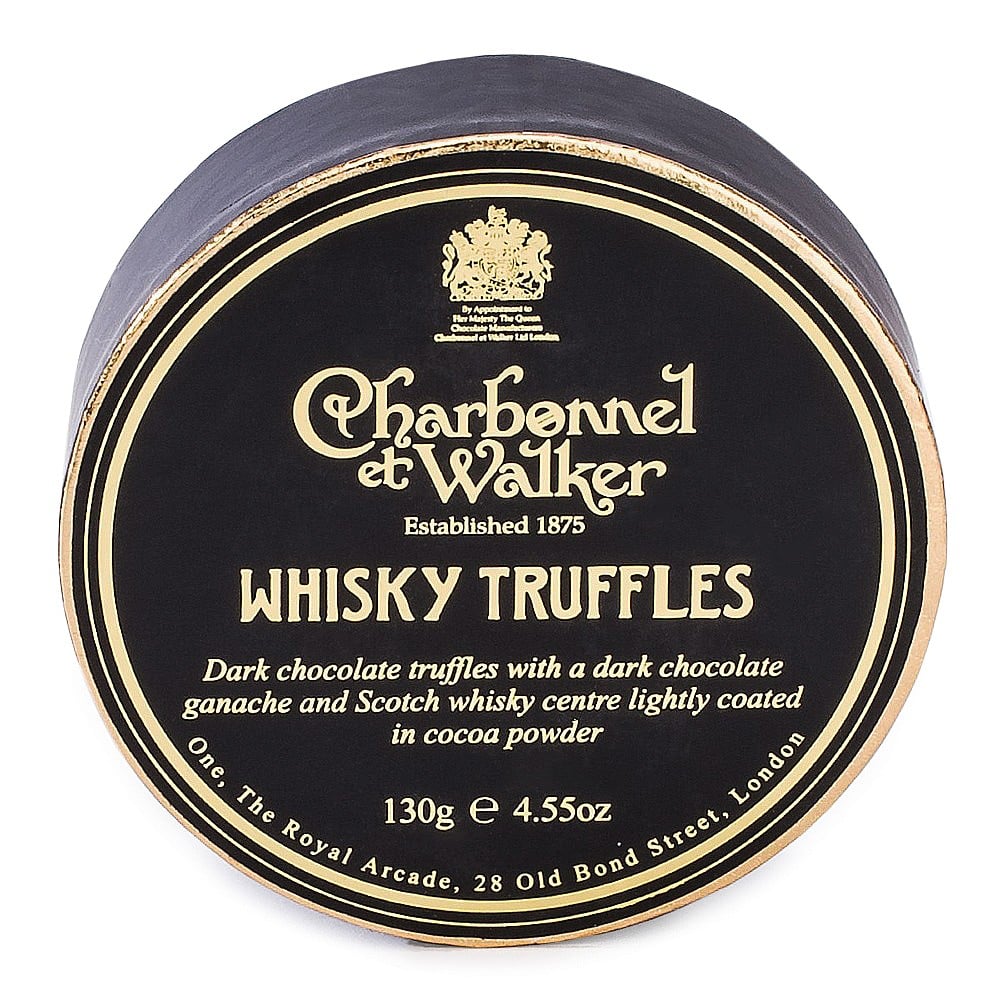 By Appointment to
Her Majesty The Queen
Chocolate Manufacturers
Charbonnel et Walker Ltd London
Charbonnel
et Walker
Established 1875
WHISKY TRUFFLES
Dark chocolate truffles with a dark chocolate
ganache and Scotch whisky centre lightly coated
in cocoa powder
130g ℮ 4.55oz
One, The Royal Arcade, 28 Old Bond Street, London